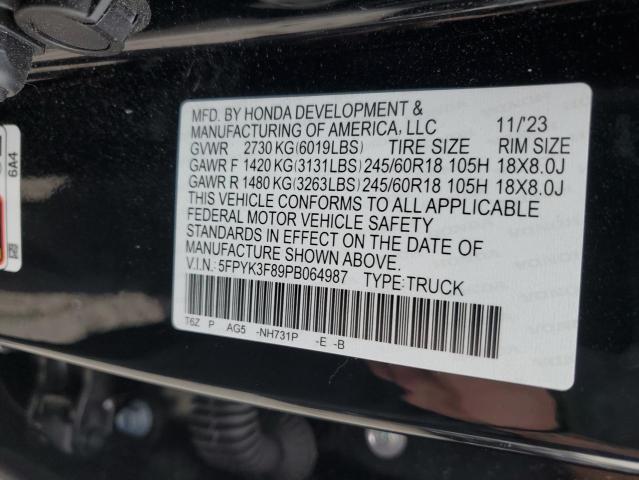 MFD. BY HONDA DEVELOPMENT &
MANUFACTURING OF AMERICA, LLC 11/'23
GVWR 2730 KG(6019LBS) TIRE SIZE RIM SIZE
GAWR F 1420 KG(3131LBS) 245/60R18 105H 18X8.0J
GAWR R 1480 KG(3263LBS) 245/60R18 105H 18X8.0J
THIS VEHICLE CONFORMS TO ALL APPLICABLE
FEDERAL MOTOR VEHICLE SAFETY
STANDARDS IN EFFECT ON THE DATE OF
MANUFACTURE SHOWN ABOVE.
V.I.N.: 5FPYK3F89PB064987 TYPE:TRUCK
T6Z P AG5 -NH731P -E -B
6A4